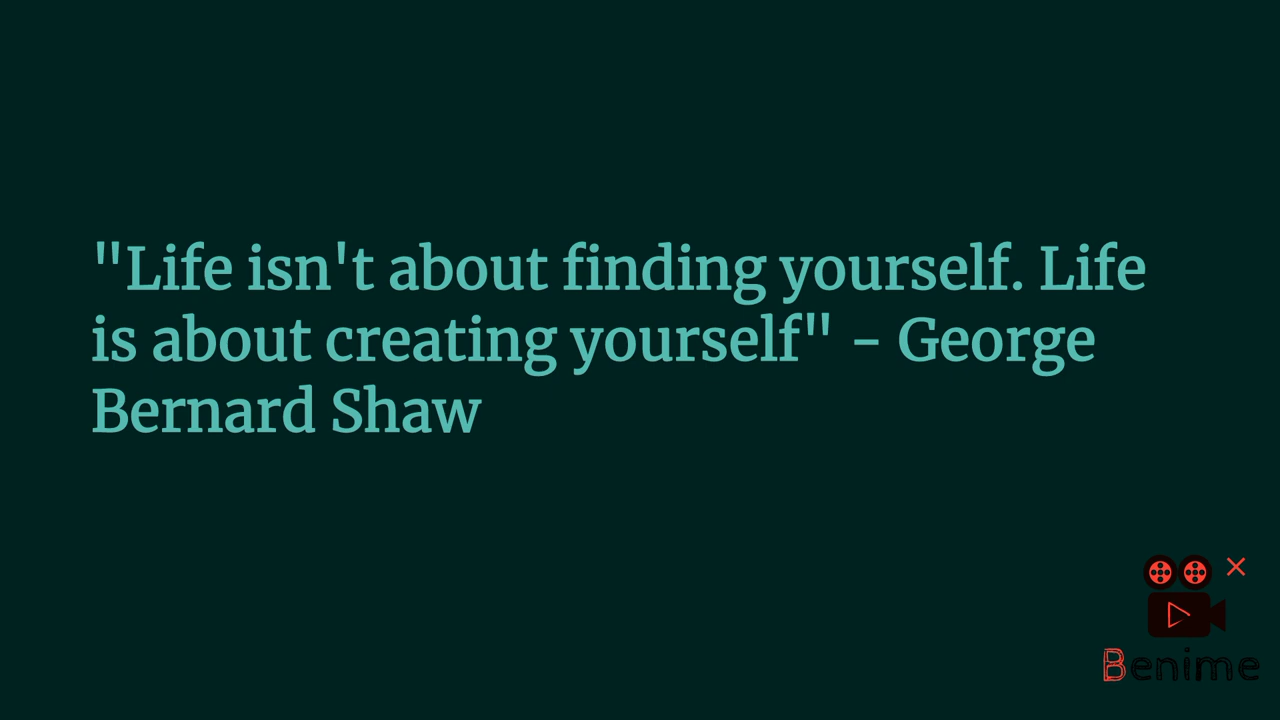 "Life isn't about finding yourself. Life
is about creating yourself" - George
Bernard Shaw
Benime